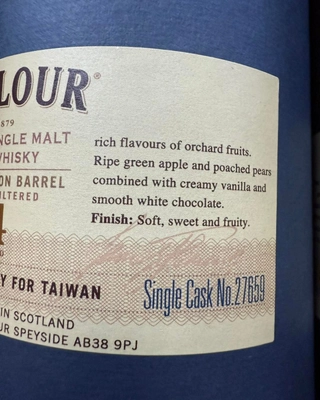 LOUR®
879
NGLE MALT
WHISKY
ON BARREL
LTERED
rich flavours of orchard fruits.
Ripe green apple and poached pears
combined with creamy vanilla and
smooth white chocolate.
Finish: Soft, sweet and fruity.
Y FOR TAIWAN
Single Cask No.27659
IN SCOTLAND
UR SPEYSIDE AB38 9PJ